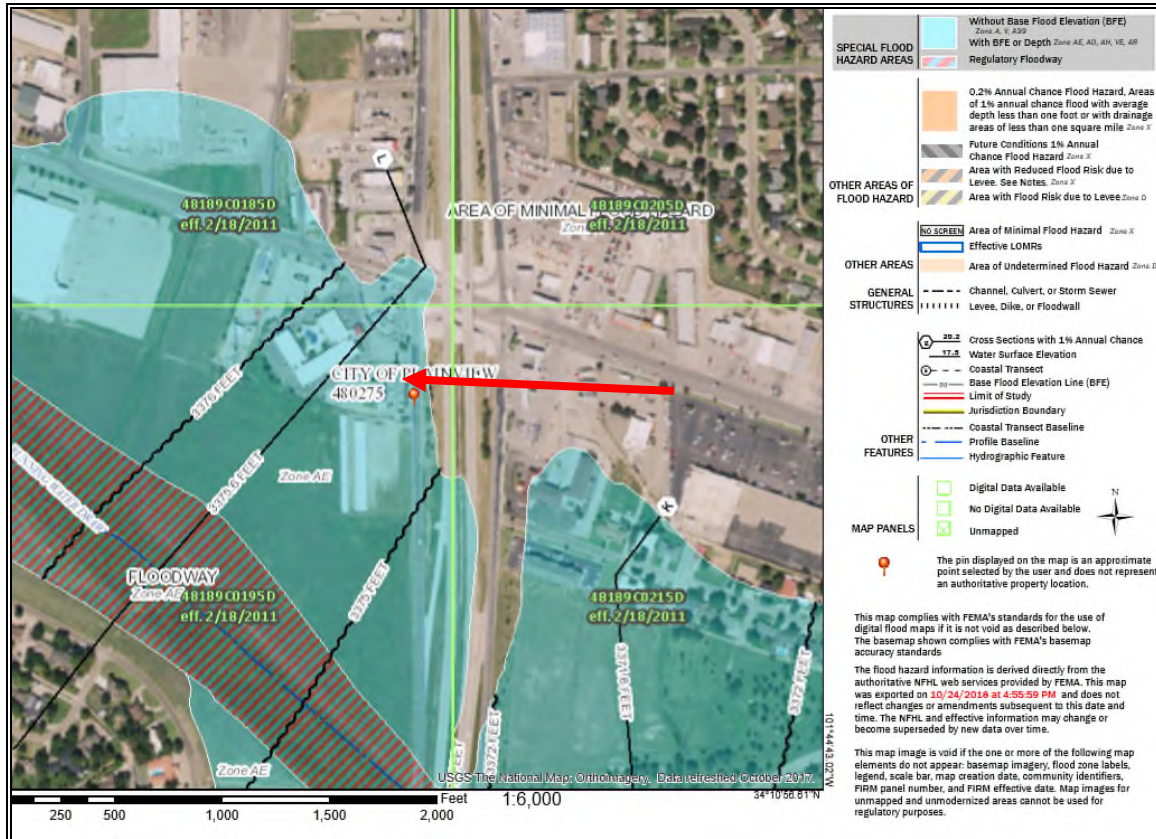 48189C0185D
eff. 2/18/2011
L
AREA OF MINIMAL FLOOD HAZARD
48189C0205D
eff. 2/18/2011
3376 FEET
CITY OF PLAINVIEW
480275
3375.6 FEET
Zone AE
K
RUNNING WATER DRAW
FLOODWAY
Zone AE
48189C0195D
eff. 2/18/2011
3375 FEET
48189C0215D
eff. 2/18/2011
3372 FEET
3372 FEET
FEET
Zone AE
USGS The National Map: Orthoimagery. Data refreshed October 2017.
250 500 1,000 1,500 2,000 Feet 1:6,000
101°44'43.02"W
34°10'56.61"N
SPECIAL FLOOD
HAZARD AREAS
Without Base Flood Elevation (BFE)
Zone A, V, A99
With BFE or Depth Zone AE, AO, AH, VE, AR
Regulatory Floodway
OTHER AREAS OF
FLOOD HAZARD
0.2% Annual Chance Flood Hazard, Areas
of 1% annual chance flood with average
depth less than one foot or with drainage
areas of less than one square mile Zone X
Future Conditions 1% Annual
Chance Flood Hazard Zone X
Area with Reduced Flood Risk due to
Levee. See Notes. Zone X
Area with Flood Risk due to Levee Zone D
OTHER AREAS
NO SCREEN Area of Minimal Flood Hazard Zone X
Effective LOMRs
Area of Undetermined Flood Hazard Zone D
GENERAL
STRUCTURES
Channel, Culvert, or Storm Sewer
Levee, Dike, or Floodwall
OTHER
FEATURES
B 20.2 Cross Sections with 1% Annual Chance
17.5 Water Surface Elevation
Coastal Transect
Base Flood Elevation Line (BFE)
Limit of Study
Jurisdiction Boundary
Coastal Transect Baseline
Profile Baseline
Hydrographic Feature
MAP PANELS
Digital Data Available
No Digital Data Available
Unmapped
N
The pin displayed on the map is an approximate
point selected by the user and does not represent
an authoritative property location.
This map complies with FEMA's standards for the use of
digital flood maps if it is not void as described below.
The basemap shown complies with FEMA's basemap
accuracy standards
The flood hazard information is derived directly from the
authoritative NFHL web services provided by FEMA. This map
was exported on 10/24/2018 at 4:55:59 PM and does not
reflect changes or amendments subsequent to this date and
time. The NFHL and effective information may change or
become superseded by new data over time.
This map image is void if the one or more of the following map
elements do not appear: basemap imagery, flood zone labels,
legend, scale bar, map creation date, community identifiers,
FIRM panel number, and FIRM effective date. Map images for
unmapped and unmodernized areas cannot be used for
regulatory purposes.